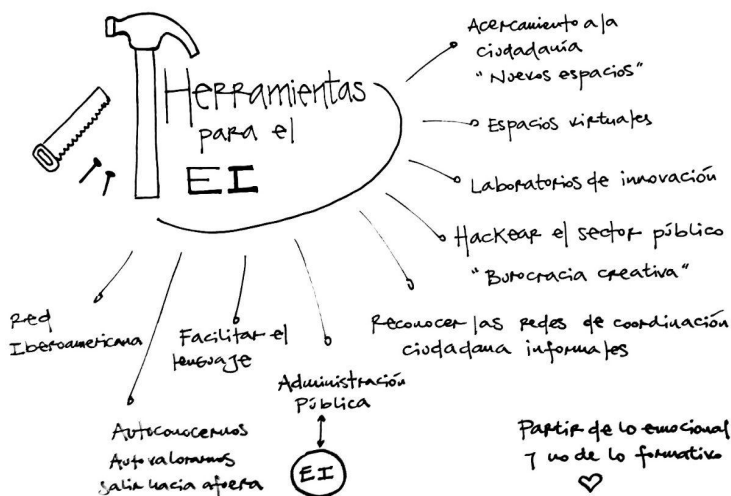 Herramientas
para el
EI
Acercamiento a la
ciudadanía
"Nuevos espacios"
Espacios virtuales
Laboratorios de innovación
Hackear el sector público
"Burocracia creativa"
Reconocer las redes de coordinación
ciudadana informales
Administración
Pública
EI
Facilitar el
lenguaje
Autoconocernos
Autovalorarnos
salir hacia afuera
Red
Iberoamericana
Partir de lo emocional
y no de lo formativo